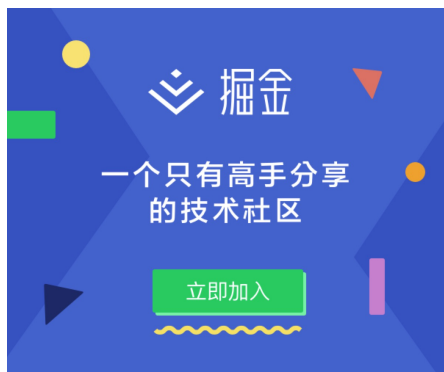 掘金
一个只有高手分享
的技术社区
立即加入